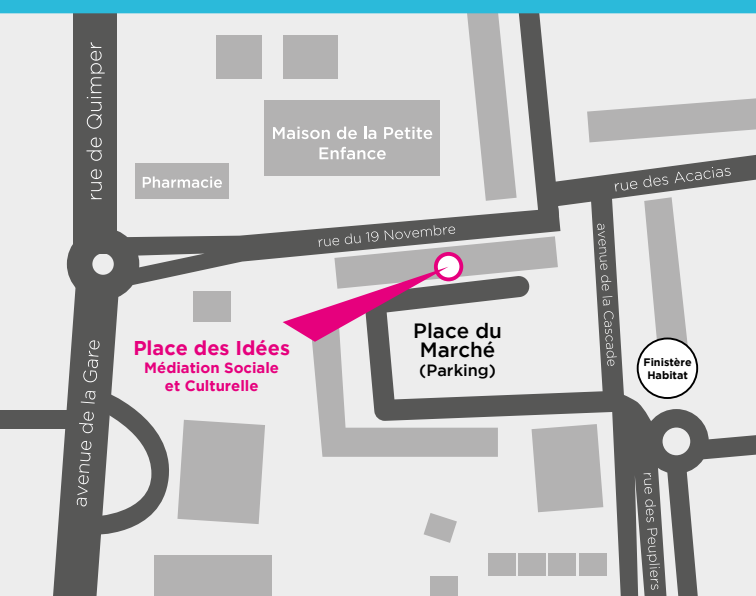 rue de Quimper
Maison de la Petite
Enfance
Pharmacie
rue des Acacias
rue du 19 Novembre
avenue de la Cascade
Place des Idées
Médiation Sociale
et Culturelle
Place du
Marché
(Parking)
Finistère
Habitat
avenue de la Gare
rue des Peupliers